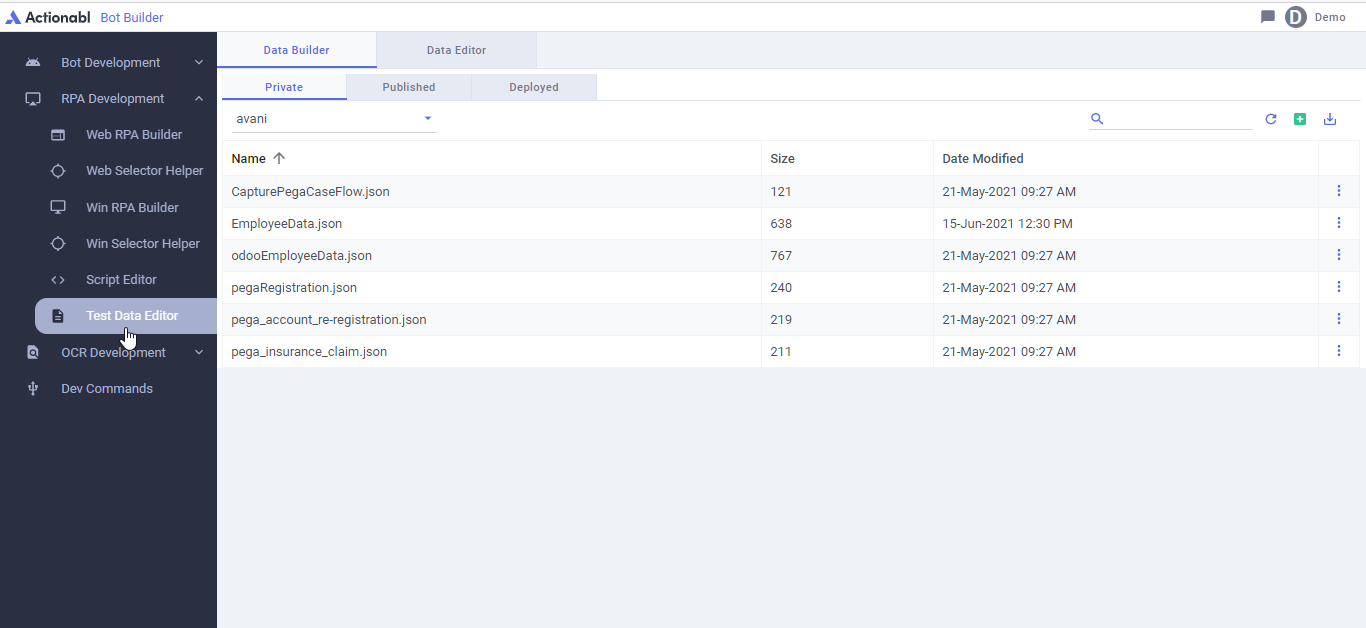 Actionabl Bot Builder
D Demo
Bot Development
RPA Development
Web RPA Builder
Web Selector Helper
Win RPA Builder
Win Selector Helper
Script Editor
Test Data Editor
OCR Development
Dev Commands
Data Builder Data Editor
Private Published Deployed
avani
Name Size Date Modified
CapturePegaCaseFlow.json 121 21-May-2021 09:27 AM
EmployeeData.json 638 15-Jun-2021 12:30 PM
odooEmployeeData.json 767 21-May-2021 09:27 AM
pegaRegistration.json 240 21-May-2021 09:27 AM
pega_account_re-registration.json 219 21-May-2021 09:27 AM
pega_insurance_claim.json 211 21-May-2021 09:27 AM